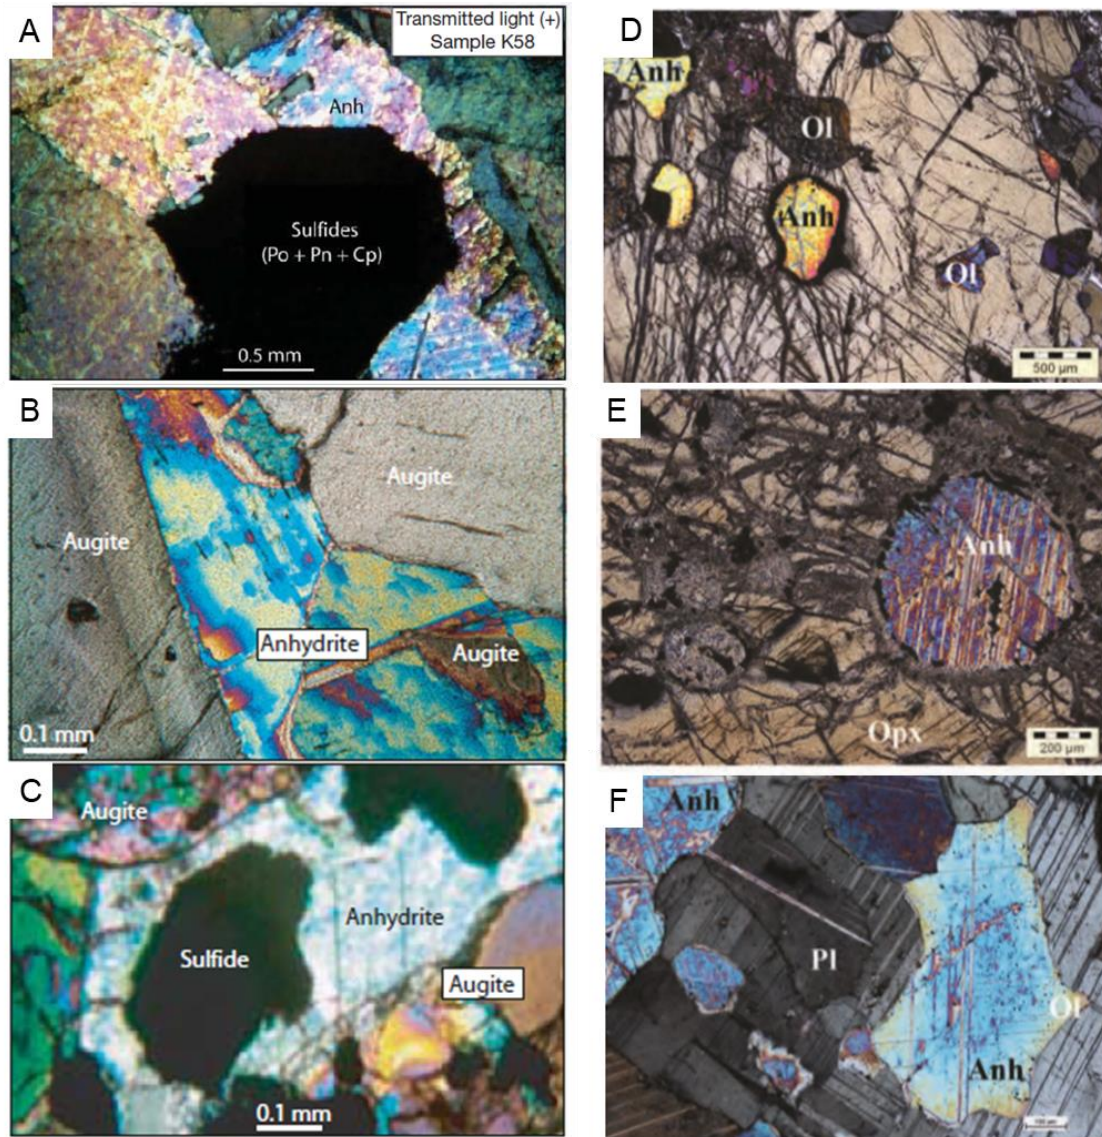 A
Transmitted light (+)
Sample K58
Anh
Sulfides
(Po + Pn + Cp)
0.5 mm
B
Augite
Augite
Anhydrite
Augite
0.1 mm
C
Augite
Anhydrite
Sulfide
Augite
0.1 mm
D
Anh
Ol
Anh
Ol
500 µm
E
Anh
Opx
200 µm
F
Anh
Pl
Ol
Anh